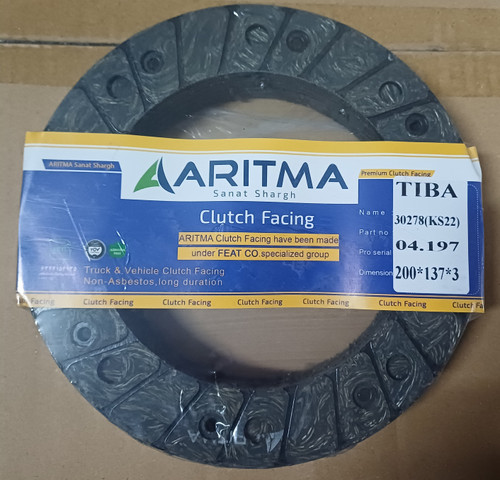 ARITMA Sanat Shargh
ARITMA
Sanat Shargh
Premium Clutch Facing
Clutch Facing
ARITMA Clutch Facing have been made
under FEAT CO.specialized group
Truck & Vehicle Clutch Facing
Non-Asbestos,long duration
Name
TIBA
Part no
30278(KS22)
Pro serial
04.197
Dimension
200*137*3
Clutch Facing Clutch Facing Clutch Facing Clutch Facing Clutch Facing Clutch Facing
ARITMA